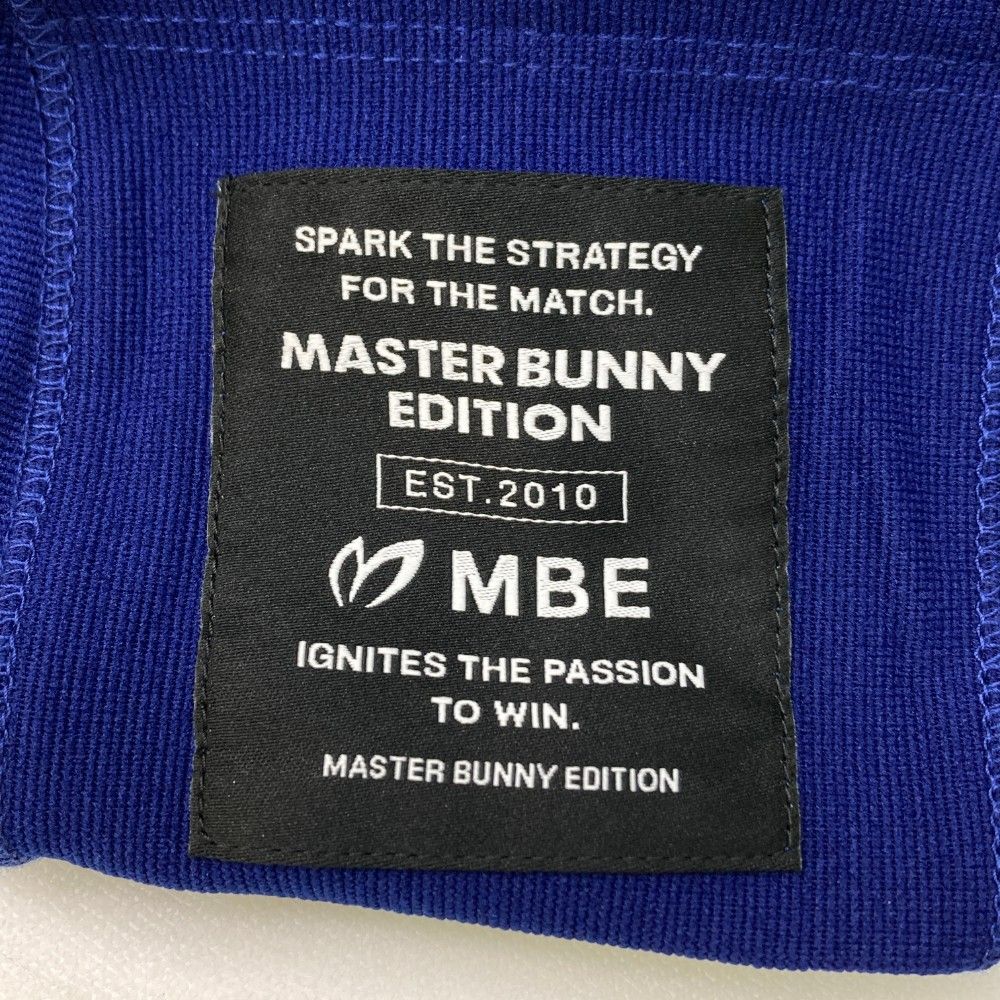 SPARK THE STRATEGY
FOR THE MATCH.
MASTER BUNNY
EDITION
EST.2010
MBE
IGNITES THE PASSION
TO WIN.
MASTER BUNNY EDITION